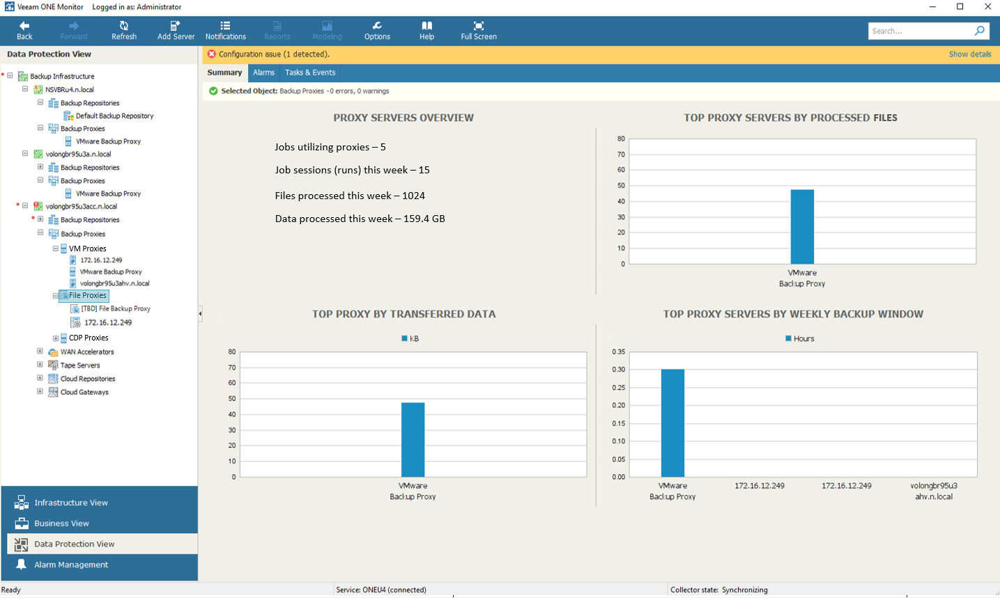 Veeam ONE Monitor Logged in as: Administrator
Back Forward Refresh Add Server Notifications Reports Modeling Options Help Full Screen Search...
Data Protection View
Configuration issue (1 detected). Show details
Summary Alarms Tasks & Events
Selected Object: Backup Proxies - 0 errors, 0 warnings
Backup Infrastructure
NSVBRu4.n.local
Backup Repositories
Default Backup Repository
Backup Proxies
VMware Backup Proxy
volongbr95u3a.n.local
Backup Repositories
Backup Proxies
VMware Backup Proxy
volongbr95u3acc.n.local
Backup Repositories
Backup Proxies
VM Proxies
172.16.12.249
VMware Backup Proxy
volongbr95u3ahv.n.local
File Proxies
[TBD] File Backup Proxy
172.16.12.249
CDP Proxies
WAN Accelerators
Tape Servers
Cloud Repositories
Cloud Gateways
Infrastructure View
Business View
Data Protection View
Alarm Management
PROXY SERVERS OVERVIEW
Jobs utilizing proxies – 5
Job sessions (runs) this week – 15
Files processed this week – 1024
Data processed this week – 159.4 GB
TOP PROXY SERVERS BY PROCESSED FILES
80
70
60
50
40
30
20
10
0
VMware
Backup Proxy
TOP PROXY BY TRANSFERRED DATA
KB
80
70
60
50
40
30
20
10
0
VMware
Backup Proxy
TOP PROXY SERVERS BY WEEKLY BACKUP WINDOW
Hours
0.35
0.30
0.25
0.20
0.15
0.10
0.05
0.00
VMware 172.16.12.249 172.16.12.249 volongbr95u3
Backup Proxy ahv.n.local
Ready Service: ONEU4 (connected) Collector state: Synchronizing